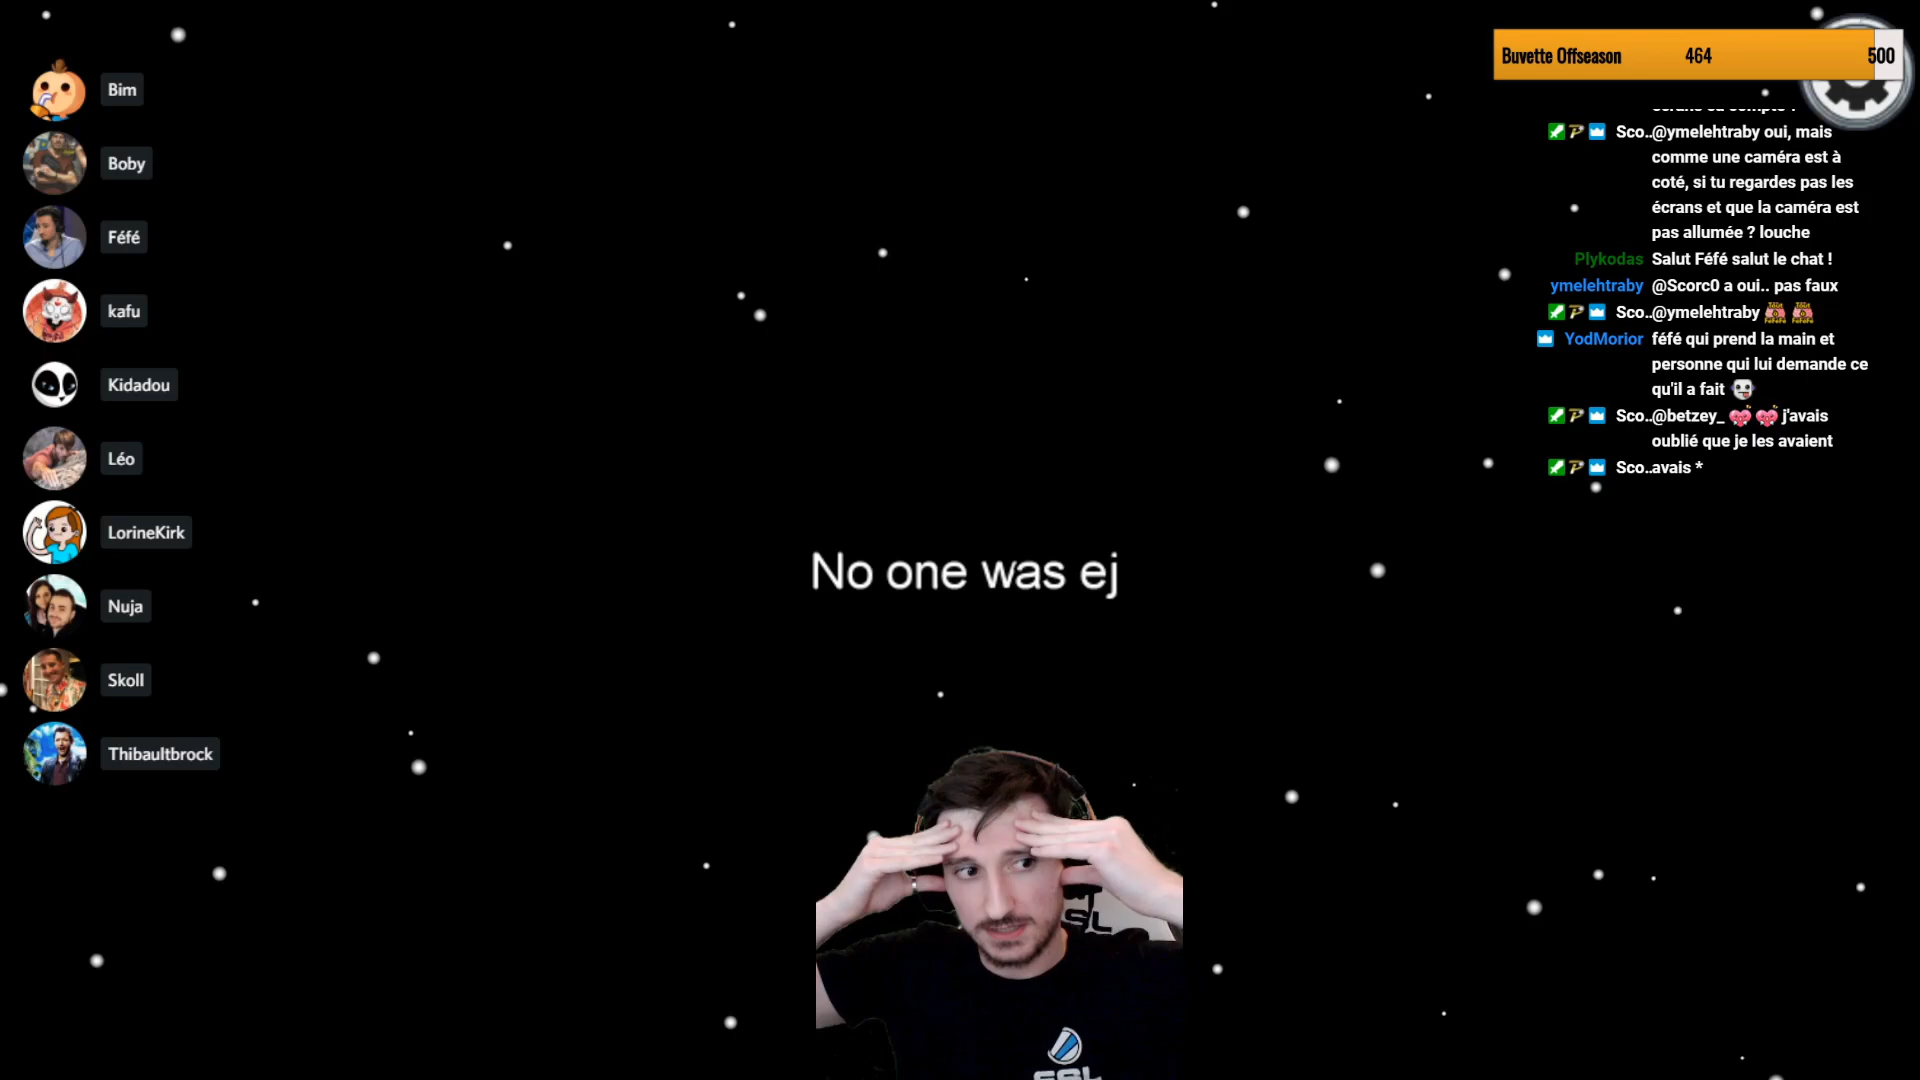 Bim
Boby
Féfé
kafu
Kidadou
Léo
LorineKirk
Nuja
Skoll
Thibaultbrock
No one was ej
Buvette Offseason 464 500
Sco..@ymelehtraby oui, mais
comme une caméra est à
coté, si tu regardes pas les
écrans et que la caméra est
pas allumée ? louche
Plykodas Salut Féfé salut le chat !
ymelehtraby @Scorc0 a oui.. pas faux
Sco..@ymelehtraby
YodMorior féfé qui prend la main et
personne qui lui demande ce
qu'il a fait
Sco..@betzey_ j'avais
oublié que je les avaient
Sco..avais *
SL
ESL